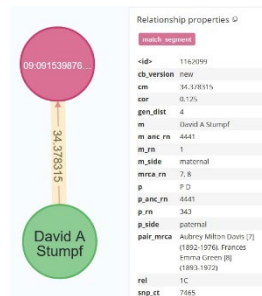 Relationship properties
match_segment
<id> 1162099
cb_version new
cm 34.378315
cor 0.125
gen_dist 4
m David A Stumpf
m_anc_rn 4441
m_rn 1
m_side maternal
mrca_rn 7, 8
p P D
p_anc_rn 4441
p_rn 343
p_side paternal
pair_mrca Aubrey Milton Davis [7]
(1892-1976), Frances
Emma Green [8]
(1893-1972)
rel 1C
snp_ct 7465
09:091539876...
34.378315
David A
Stumpf